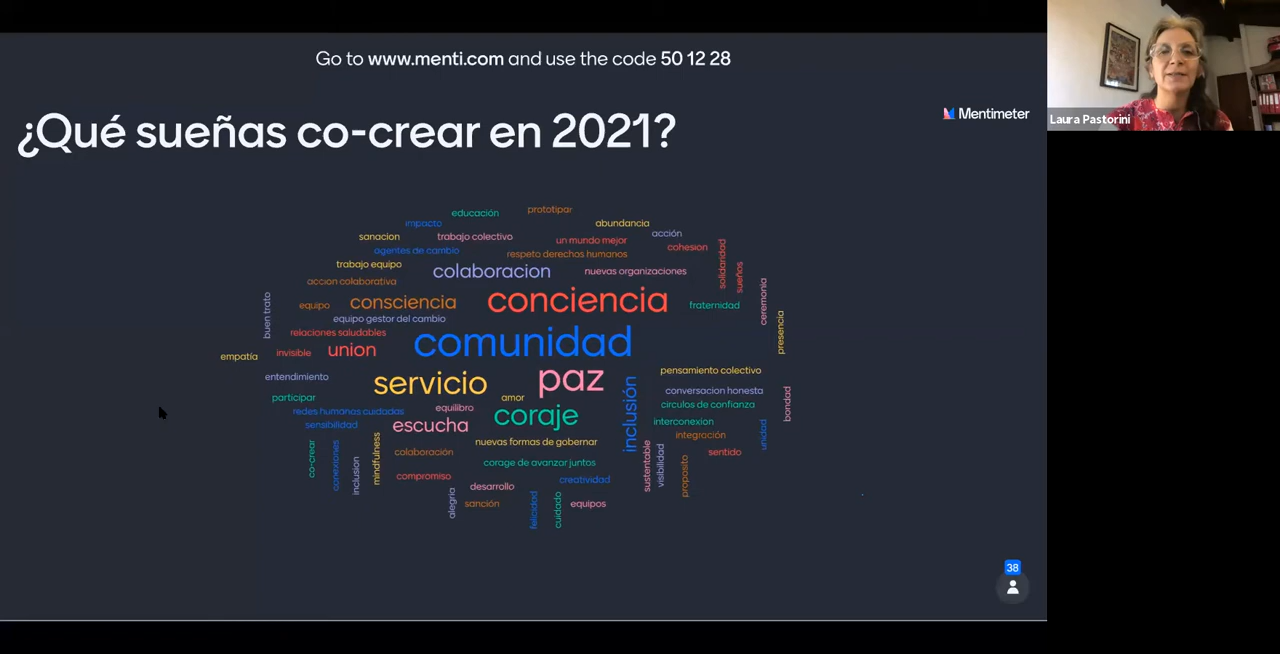 Go to www.menti.com and use the code 50 12 28
Mentimeter
Laura Pastorini
¿Qué sueñas co-crear en 2021?
educación
prototipar
impacto
abundancia
sanacion
trabajo colectivo
un mundo mejor
acción
agentes de cambio
respeto derechos humanos
cohesion
solidaridad
sueños
trabajo equipo
colaboracion
nuevas organizaciones
accion colaborativa
ceremonia
buen trato
equipo
consciencia
conciencia
fraternidad
equipo gestor del cambio
presencia
relaciones saludables
comunidad
empatía
invisible
union
entendimiento
servicio
paz
pensamiento colectivo
inclusión
conversacion honesta
bondad
participar
equilibro
amor
circulos de confianza
redes humanas cuidadas
coraje
interconexion
sensibilidad
escucha
integración
unidad
co-crear
conexiones
inclusion
mindfulness
nuevas formas de gobernar
colaboración
sentido
sustentable
visibilidad
proposito
corage de avanzar juntos
compromiso
creatividad
desarrollo
alegria
sanción
felicidad
cuidado
equipos
38